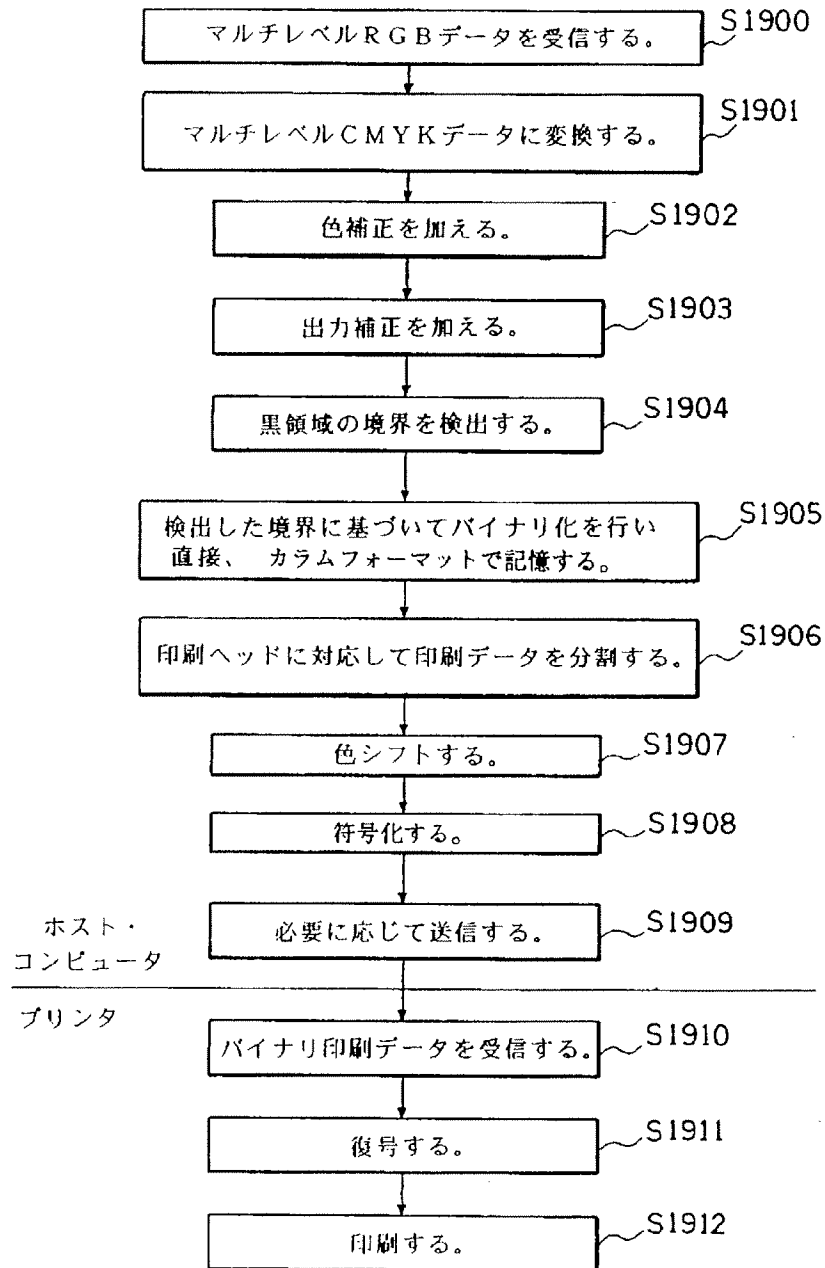 S1900
マルチレベルRGBデータを受信する。
S1901
マルチレベルCMYKデータに変換する。
S1902
色補正を加える。
S1903
出力補正を加える。
S1904
黒領域の境界を検出する。
S1905
検出した境界に基づいてバイナリ化を行い
直接、カラムフォーマットで記憶する。
S1906
印刷ヘッドに対応して印刷データを分割する。
S1907
色シフトする。
S1908
符号化する。
S1909
必要に応じて送信する。
ホスト・
コンピュータ
プリンタ
S1910
バイナリ印刷データを受信する。
S1911
復号する。
S1912
印刷する。